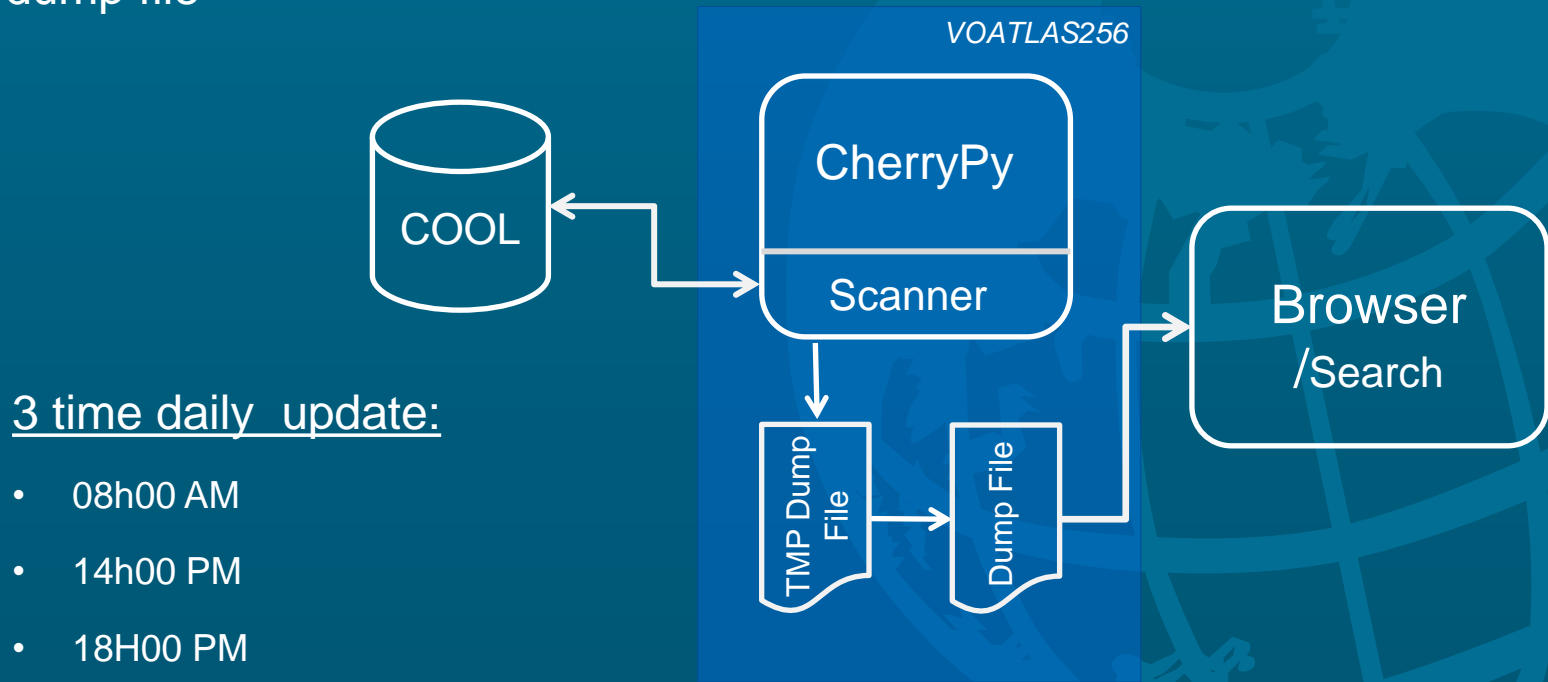 dump file
VOATLAS256
CherryPy
COOL
Scanner
Browser
/Search
TMP Dump
File
Dump File
3 time daily update:
• 08h00 AM
• 14h00 PM
• 18H00 PM